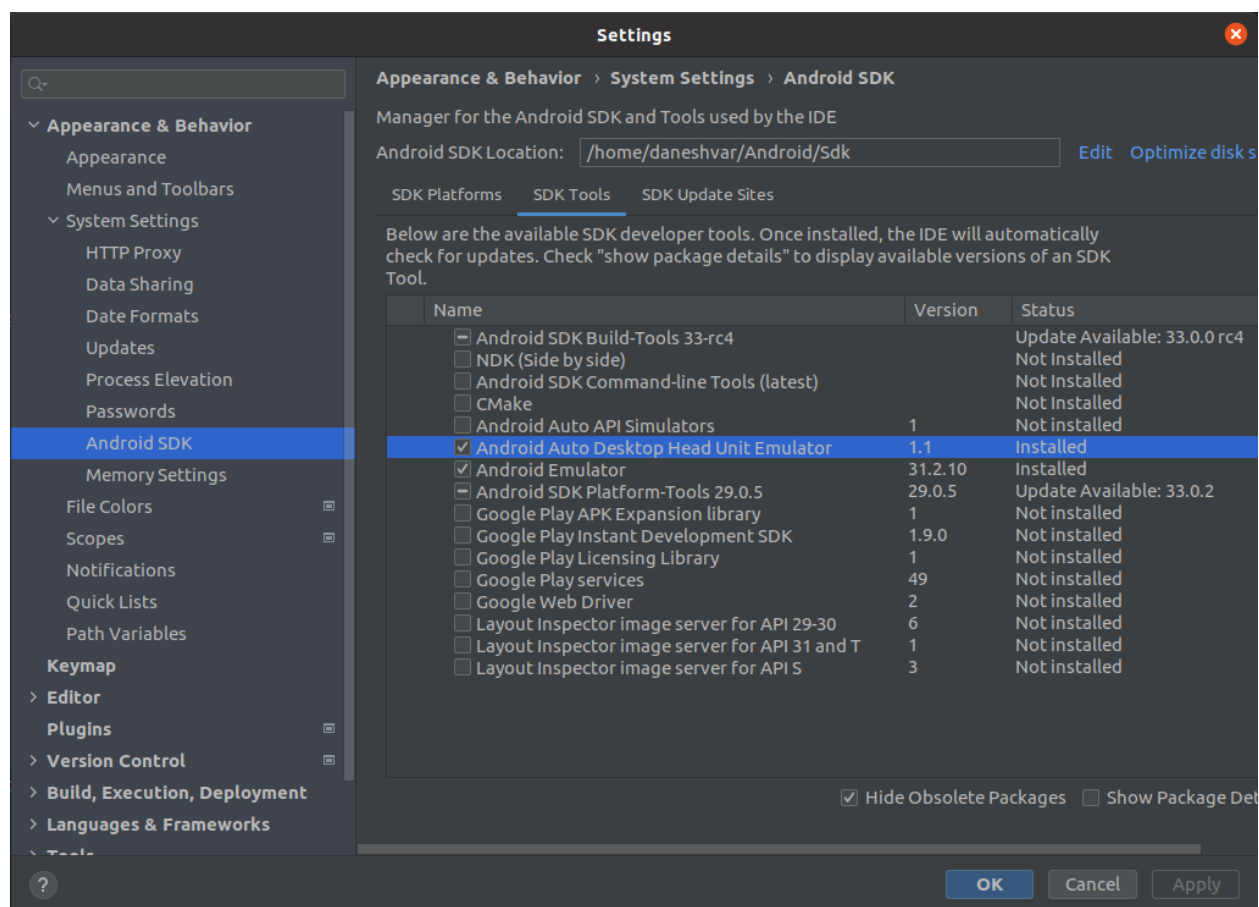 Settings
Appearance & Behavior
Appearance
Menus and Toolbars
System Settings
HTTP Proxy
Data Sharing
Date Formats
Updates
Process Elevation
Passwords
Android SDK
Memory Settings
File Colors
Scopes
Notifications
Quick Lists
Path Variables
Keymap
Editor
Plugins
Version Control
Build, Execution, Deployment
Languages & Frameworks
Tools
Appearance & Behavior › System Settings › Android SDK
Manager for the Android SDK and Tools used by the IDE
Android SDK Location: /home/daneshvar/Android/Sdk Edit Optimize disk s
SDK Platforms SDK Tools SDK Update Sites
Below are the available SDK developer tools. Once installed, the IDE will automatically
check for updates. Check "show package details" to display available versions of an SDK
Tool.
Name Version Status
Android SDK Build-Tools 33-rc4 Update Available: 33.0.0 rc4
NDK (Side by side) Not Installed
Android SDK Command-line Tools (latest) Not Installed
CMake Not Installed
Android Auto API Simulators 1 Not installed
Android Auto Desktop Head Unit Emulator 1.1 Installed
Android Emulator 31.2.10 Installed
Android SDK Platform-Tools 29.0.5 29.0.5 Update Available: 33.0.2
Google Play APK Expansion library 1 Not installed
Google Play Instant Development SDK 1.9.0 Not installed
Google Play Licensing Library 1 Not installed
Google Play services 49 Not installed
Google Web Driver 2 Not installed
Layout Inspector image server for API 29-30 6 Not installed
Layout Inspector image server for API 31 and T 1 Not installed
Layout Inspector image server for API S 3 Not installed
Hide Obsolete Packages Show Package Det
? OK Cancel Apply